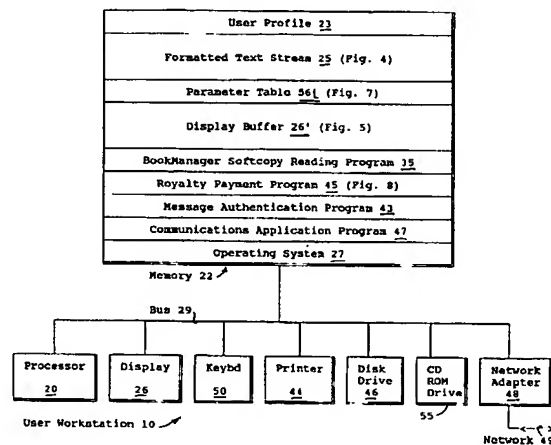 User Profile 23
Formatted Text Stream 25 (Fig. 4)
Parameter Table 56i (Fig. 7)
Display Buffer 26' (Fig. 5)
BookManager Softcopy Reading Program 35
Royalty Payment Program 45 (Fig. 8)
Message Authentication Program 43
Communications Application Program 47
Operating System 27
Memory 22
Bus 29
Processor 20
Display 26
Keybd 50
Printer 44
Disk Drive 46
CD ROM Drive 55
Network Adapter 48
User Workstation 10
Network 49